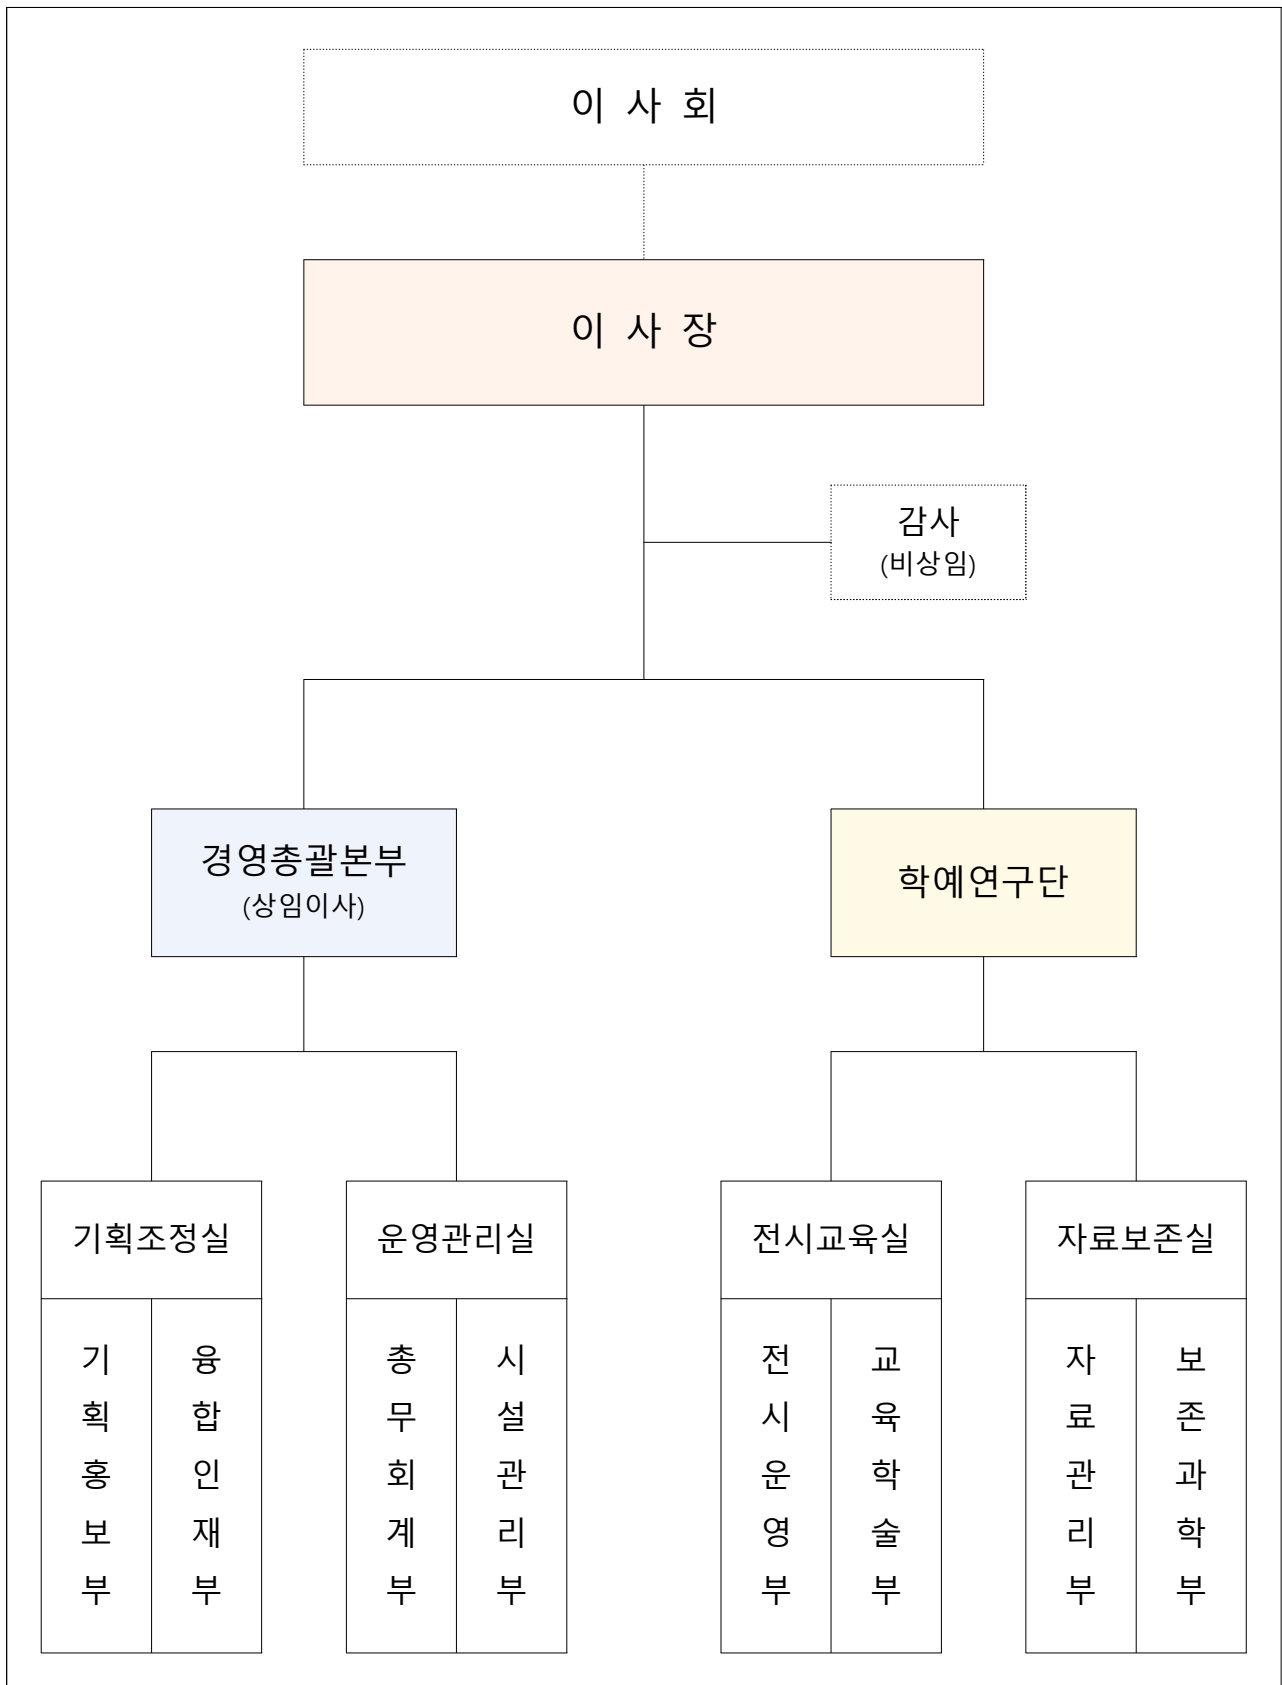 이 사 회
이 사 장
감사
(비상임)
경영총괄본부
(상임이사)
학예연구단
기획조정실
운영관리실
전시교육실
자료보존실
기획홍보부
융합인재부
총무회계부
시설관리부
전시운영부
교육학술부
자료관리부
보존과학부